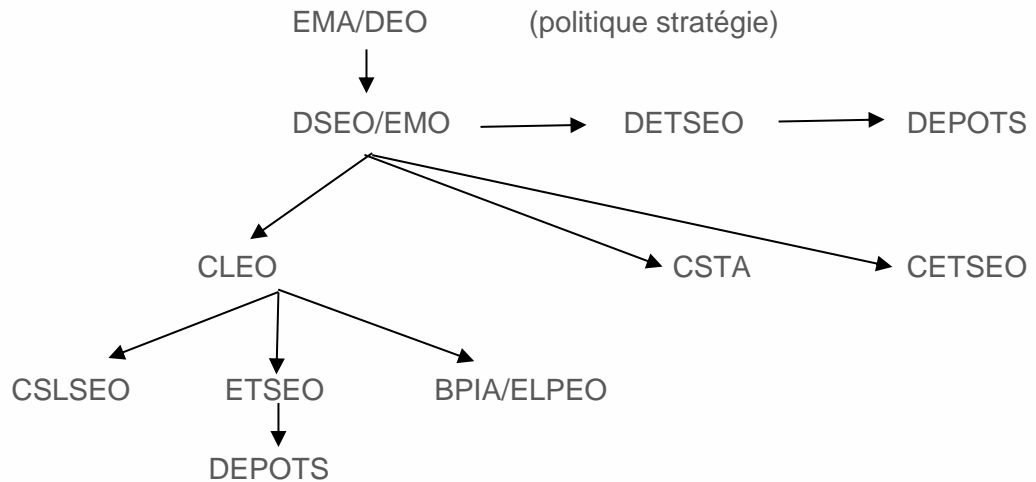 EMA/DEO (politique stratégie)
DSEO/EMO DETSEO DEPOTS
CLEO CSTA CETSEO
CSLSEO ETSEO BPIA/ELPEO
DEPOTS